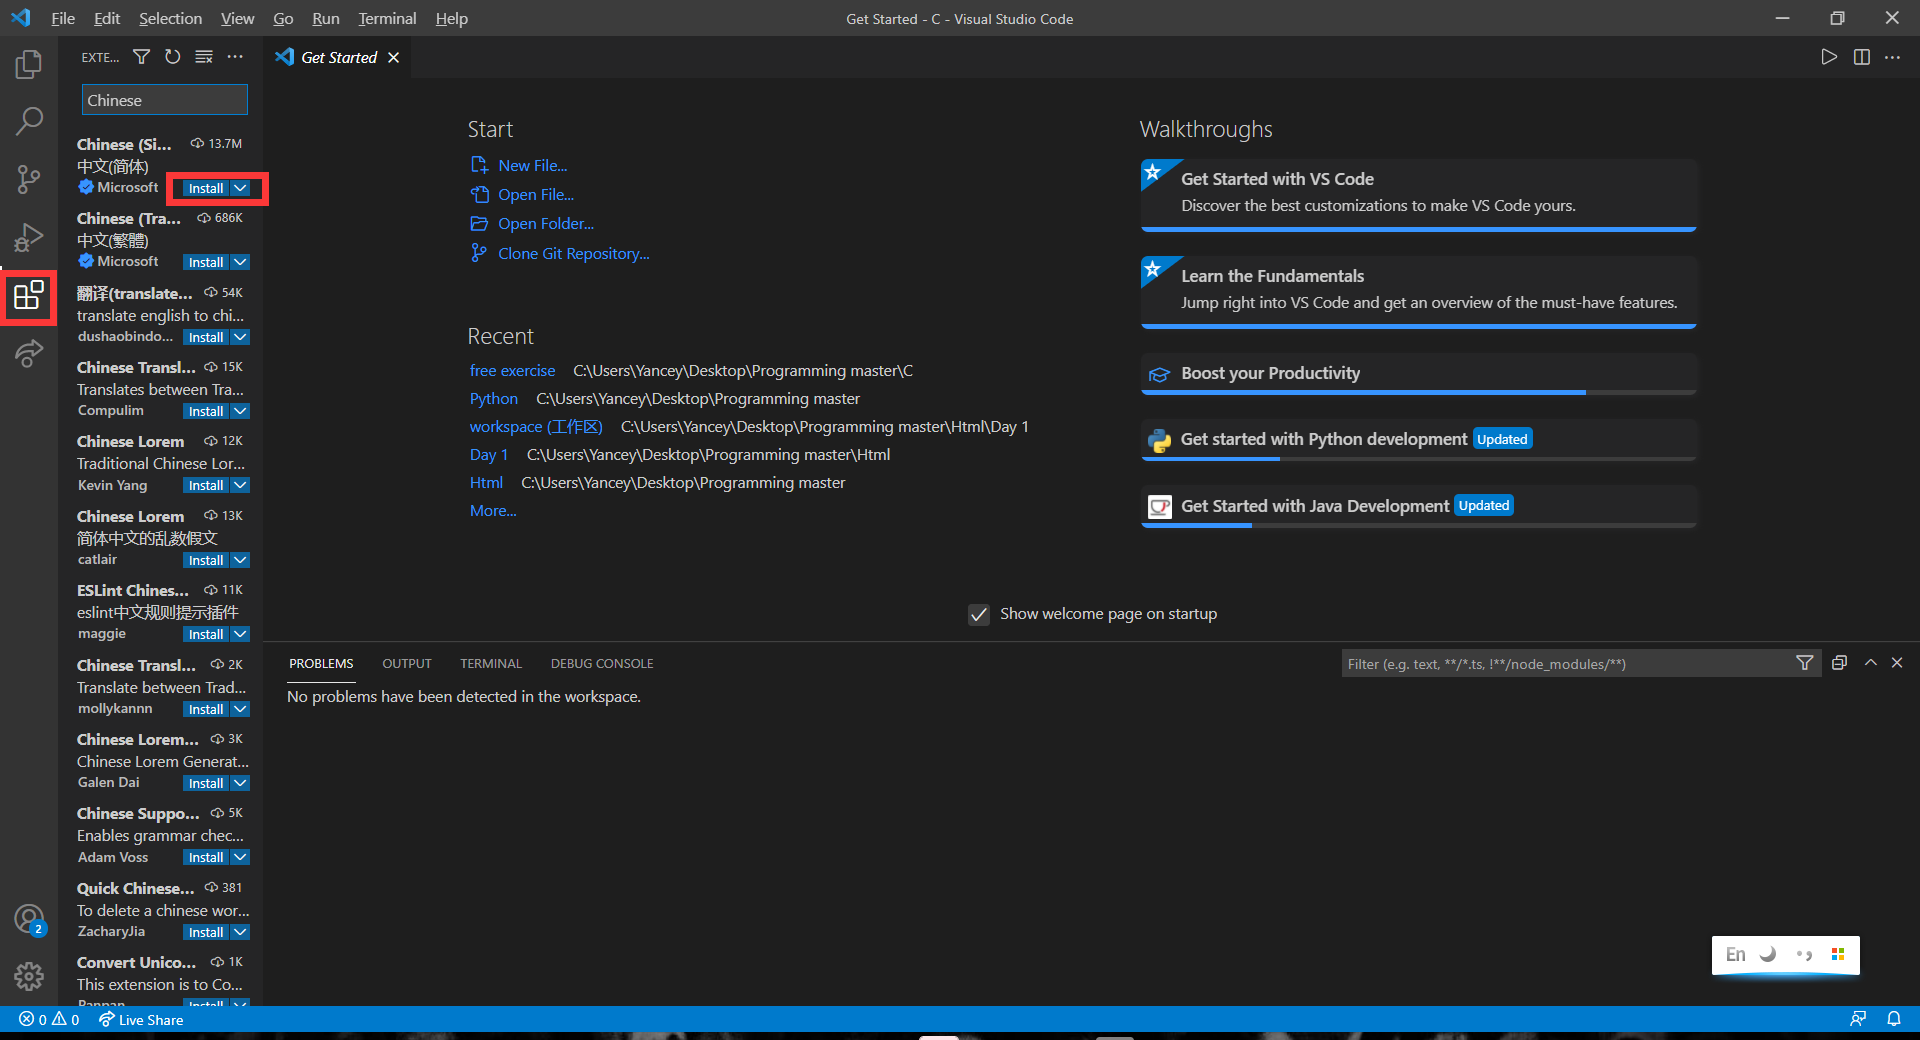 File Edit Selection View Go Run Terminal Help
Get Started - C - Visual Studio Code
EXTE...
Get Started
Chinese
Chinese (Si... 13.7M
中文(简体)
Microsoft Install
Chinese (Tra... 686K
中文(繁體)
Microsoft Install
翻译(translate... 54K
translate english to chi...
dushaobindo... Install
Chinese Transl... 15K
Translates between Tra...
Compulim Install
Chinese Lorem 12K
Traditional Chinese Lor...
Kevin Yang Install
Chinese Lorem 13K
简体中文的乱数假文
catlair Install
ESLint Chines... 11K
eslint中文规则提示插件
maggie Install
Chinese Transl... 2K
Translate between Trad...
mollykannn Install
Chinese Lorem... 3K
Chinese Lorem Generat...
Galen Dai Install
Chinese Suppo... 5K
Enables grammar chec...
Adam Voss Install
Quick Chinese... 381
To delete a chinese wor...
ZacharyJia Install
Convert Unico... 1K
This extension is to Co...
Install
2
Start
New File...
Open File...
Open Folder...
Clone Git Repository...
Recent
free exercise C:\Users\Yancey\Desktop\Programming master\C
Python C:\Users\Yancey\Desktop\Programming master
workspace (工作区) C:\Users\Yancey\Desktop\Programming master\Html\Day 1
Day 1 C:\Users\Yancey\Desktop\Programming master\Html
Html C:\Users\Yancey\Desktop\Programming master
More...
Walkthroughs
Get Started with VS Code
Discover the best customizations to make VS Code yours.
Learn the Fundamentals
Jump right into VS Code and get an overview of the must-have features.
Boost your Productivity
Get started with Python development Updated
Get Started with Java Development Updated
Show welcome page on startup
PROBLEMS OUTPUT TERMINAL DEBUG CONSOLE
Filter (e.g. text, **/*.ts, !**/node_modules/**)
No problems have been detected in the workspace.
En
0 0 Live Share